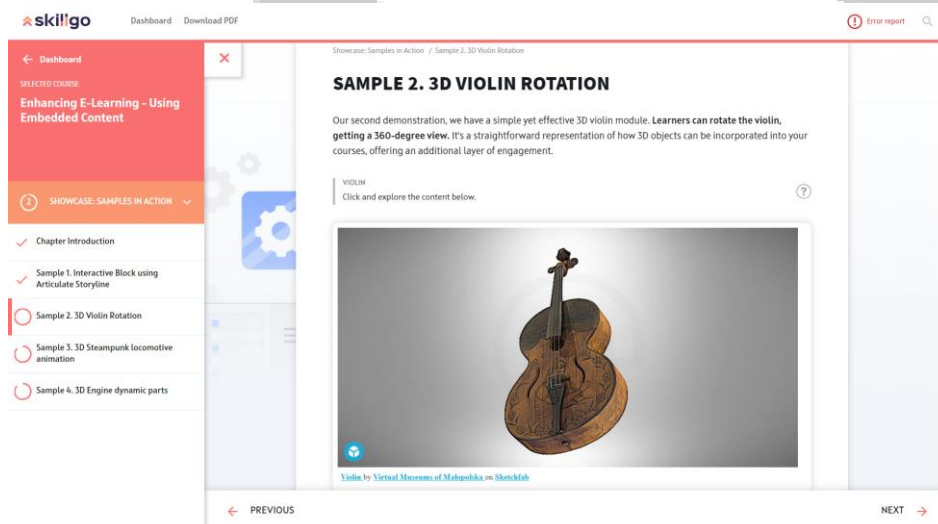 skilligo
Dashboard
Download PDF
Error report
Dashboard
SELECTED COURSE
Enhancing E-Learning - Using
Embedded Content
2
SHOWCASE: SAMPLES IN ACTION
Chapter Introduction
Sample 1. Interactive Block using
Articulate Storyline
Sample 2. 3D Violin Rotation
Sample 3. 3D Steampunk locomotive
animation
Sample 4. 3D Engine dynamic parts
Showcase: Samples in Action / Sample 2. 3D Violin Rotation
SAMPLE 2. 3D VIOLIN ROTATION
Our second demonstration, we have a simple yet effective 3D violin module. Learners can rotate the violin,
getting a 360-degree view. It's a straightforward representation of how 3D objects can be incorporated into your
courses, offering an additional layer of engagement.
VIOLIN
Click and explore the content below.
?
Violin by Virtual Museums of Małopolska on Sketchfab
PREVIOUS
NEXT